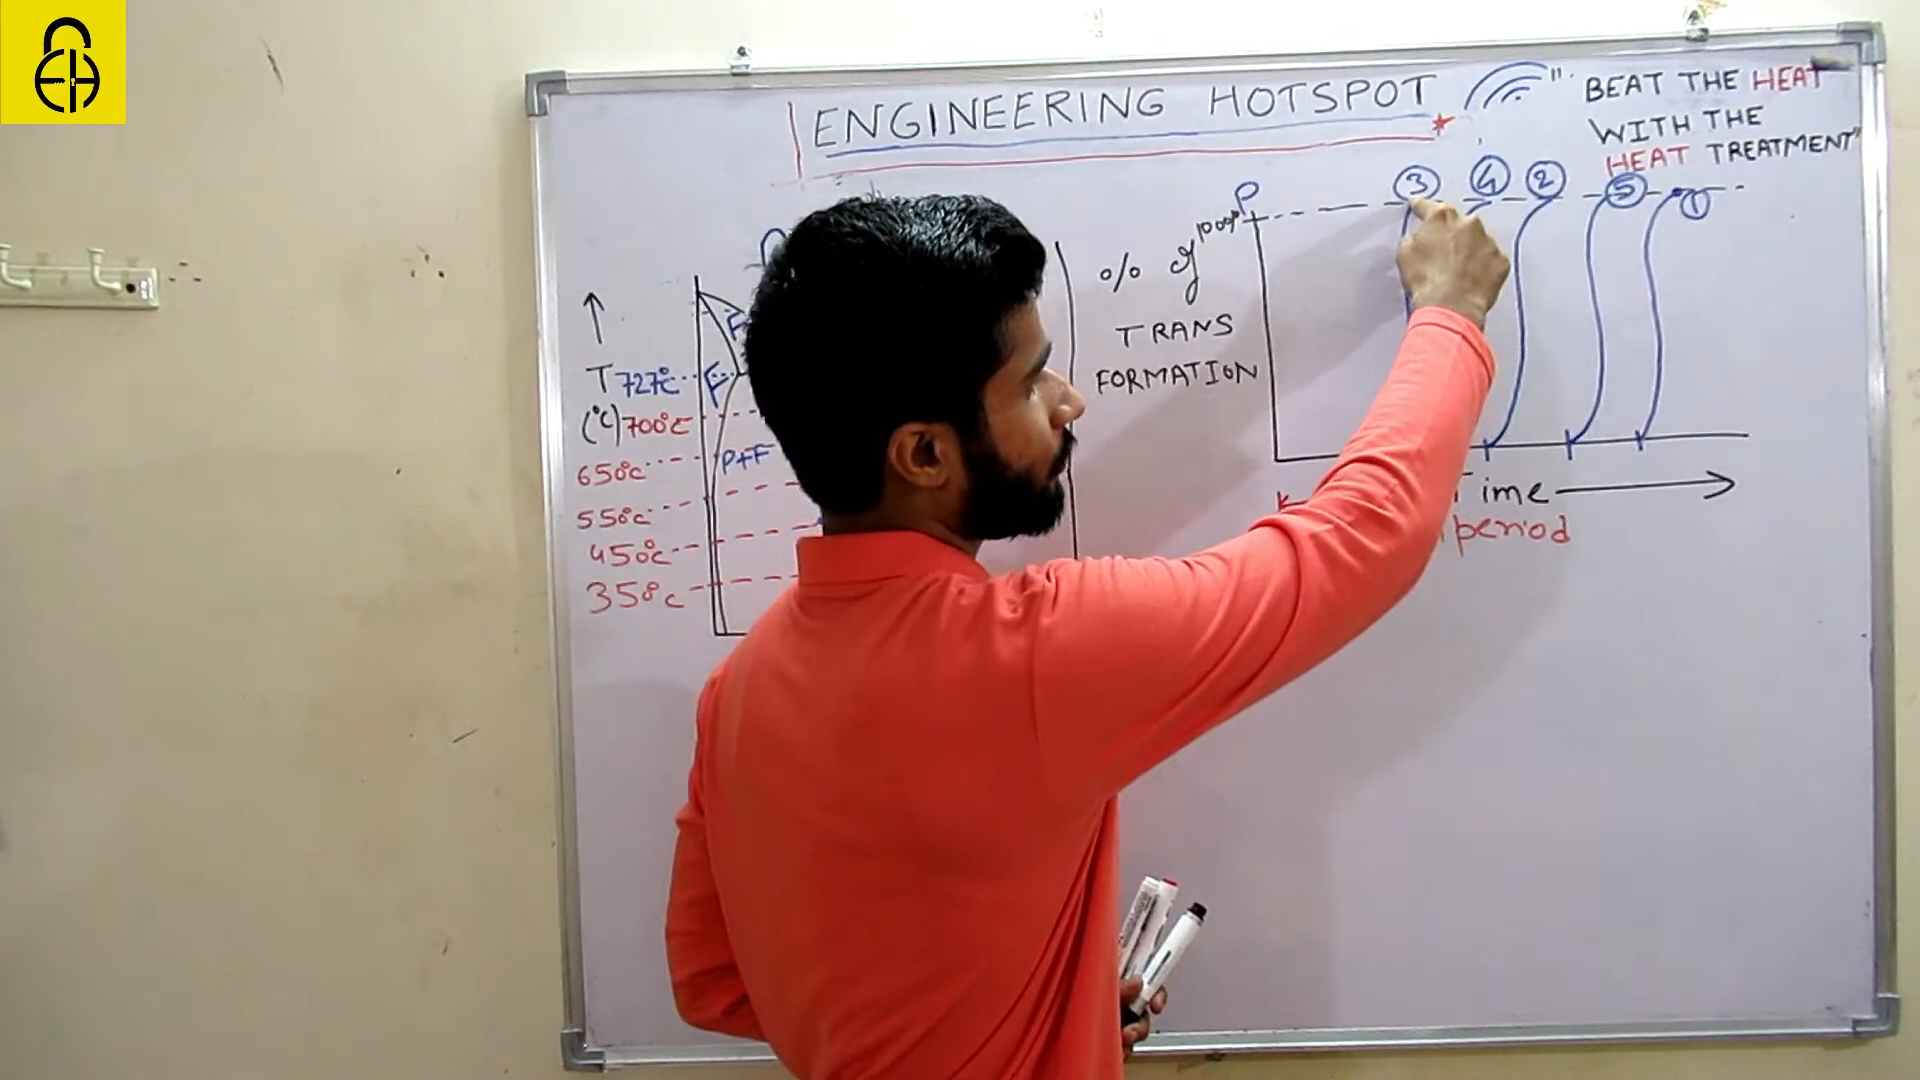 ENGINEERING HOTSPOT
" BEAT THE HEAT
WITH THE
HEAT TREATMENT"
T
(°C)
727°C
700°C
650°C
550°C
450°C
350°C
F
P+F
% of
TRANS
FORMATION
P
100%
3 4 2 5 1
Time
period